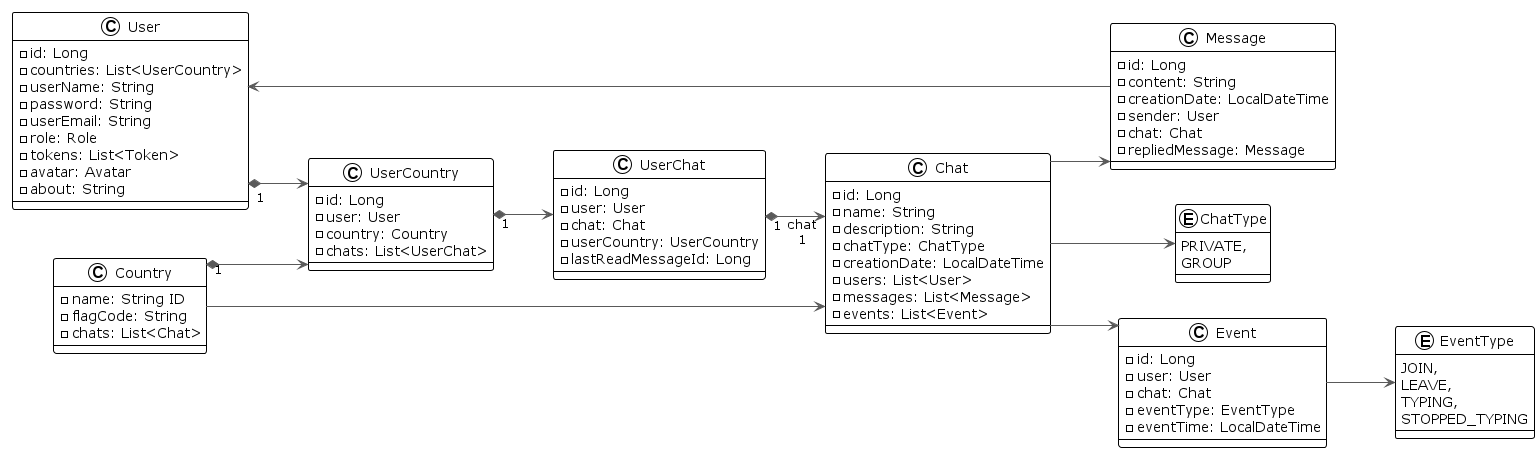 C User
id: Long
countries: List<UserCountry>
userName: String
password: String
userEmail: String
role: Role
tokens: List<Token>
avatar: Avatar
about: String
1
C Country
name: String ID
flagCode: String
chats: List<Chat>
1
C UserCountry
id: Long
user: User
country: Country
chats: List<UserChat>
1
C UserChat
id: Long
user: User
chat: Chat
userCountry: UserCountry
lastReadMessageId: Long
1
chat
1
C Chat
id: Long
name: String
description: String
chatType: ChatType
creationDate: LocalDateTime
users: List<User>
messages: List<Message>
events: List<Event>
C Message
id: Long
content: String
creationDate: LocalDateTime
sender: User
chat: Chat
repliedMessage: Message
E ChatType
PRIVATE,
GROUP
C Event
id: Long
user: User
chat: Chat
eventType: EventType
eventTime: LocalDateTime
E EventType
JOIN,
LEAVE,
TYPING,
STOPPED_TYPING